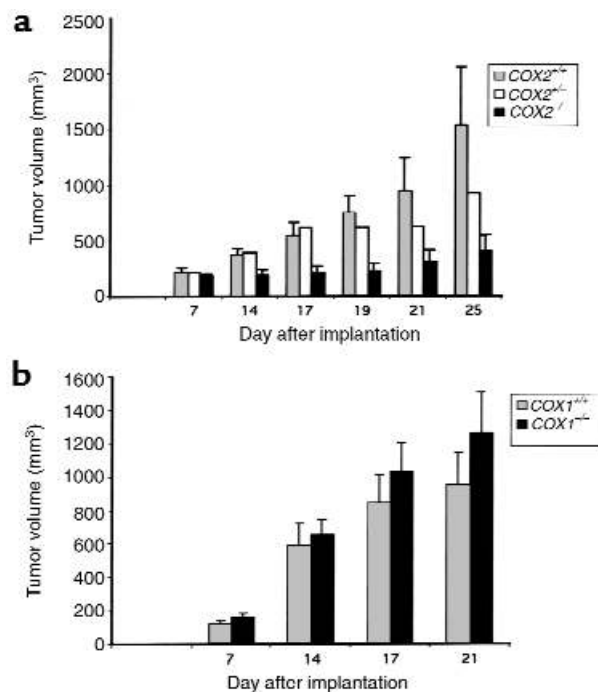 a
2500
2000
1500
1000
500
0
Tumor volume (mm³)
COX2+/+
COX2+/-
COX2-/
7 14 17 19 21 25
Day after implantation
b
1600
1400
1200
1000
800
600
400
200
0
Tumor volume (mm³)
COX1+/+
COX1-/-
7 14 17 21
Day after implantation